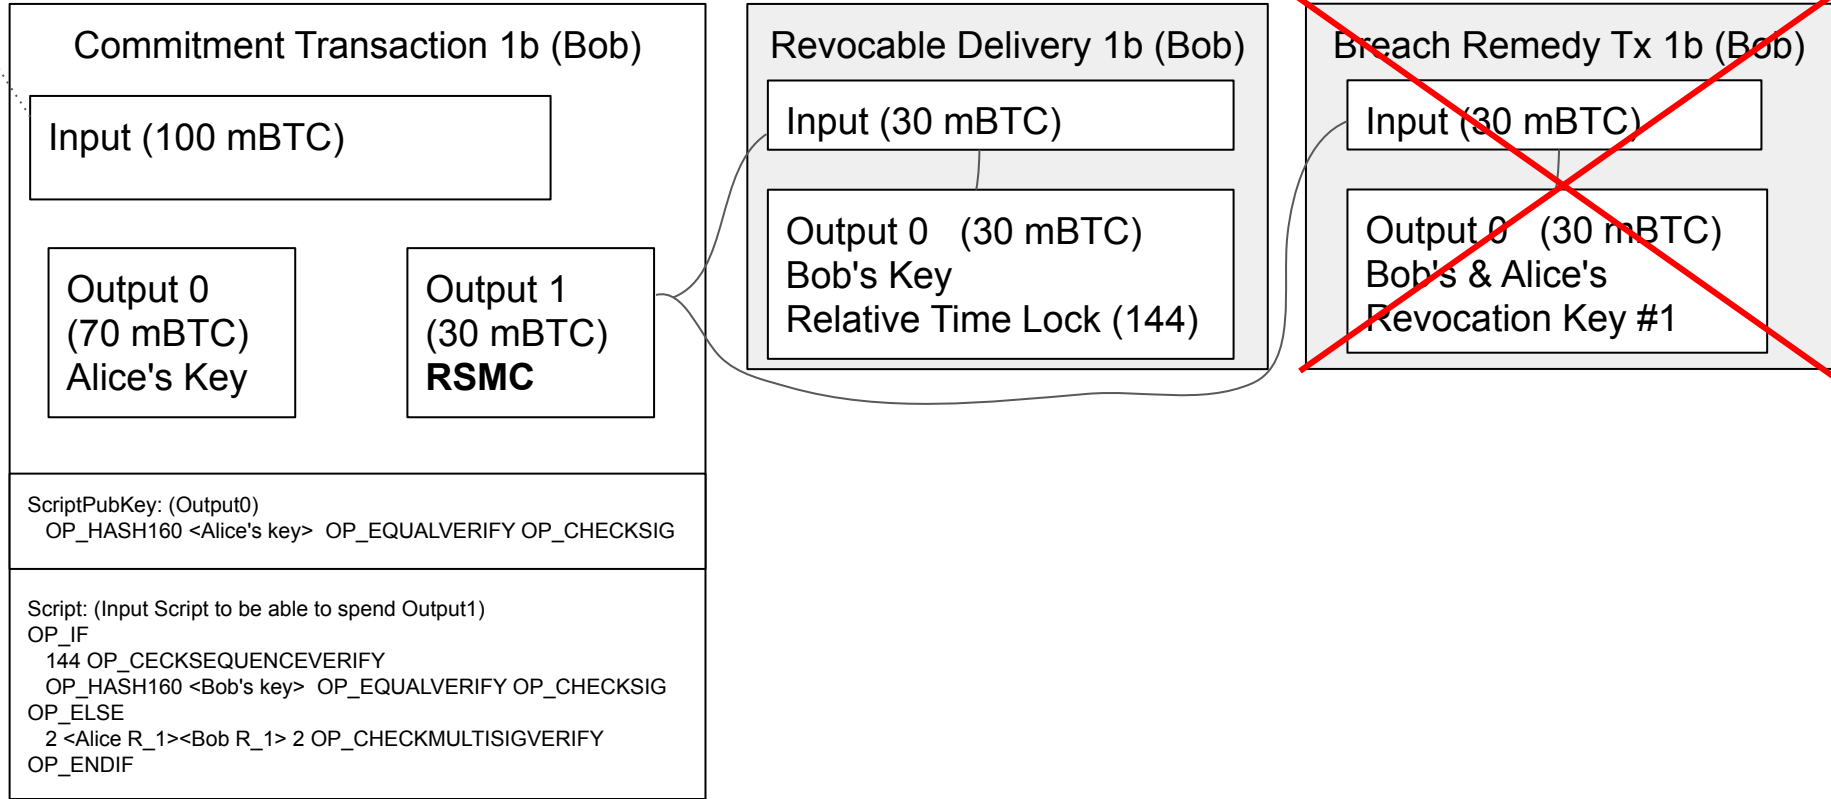 Commitment Transaction 1b (Bob)
Input (100 mBTC)
Output 0
(70 mBTC)
Alice's Key
Output 1
(30 mBTC)
RSMC
ScriptPubKey: (Output0)
OP_HASH160 <Alice's key> OP_EQUALVERIFY OP_CHECKSIG
Script: (Input Script to be able to spend Output1)
OP_IF
144 OP_CECKSEQUENCEVERIFY
OP_HASH160 <Bob's key> OP_EQUALVERIFY OP_CHECKSIG
OP_ELSE
2 <Alice R_1><Bob R_1> 2 OP_CHECKMULTISIGVERIFY
OP_ENDIF
Revocable Delivery 1b (Bob)
Input (30 mBTC)
Output 0 (30 mBTC)
Bob's Key
Relative Time Lock (144)
Breach Remedy Tx 1b (Bob)
Input (30 mBTC)
Output 0 (30 mBTC)
Bob's & Alice's
Revocation Key #1